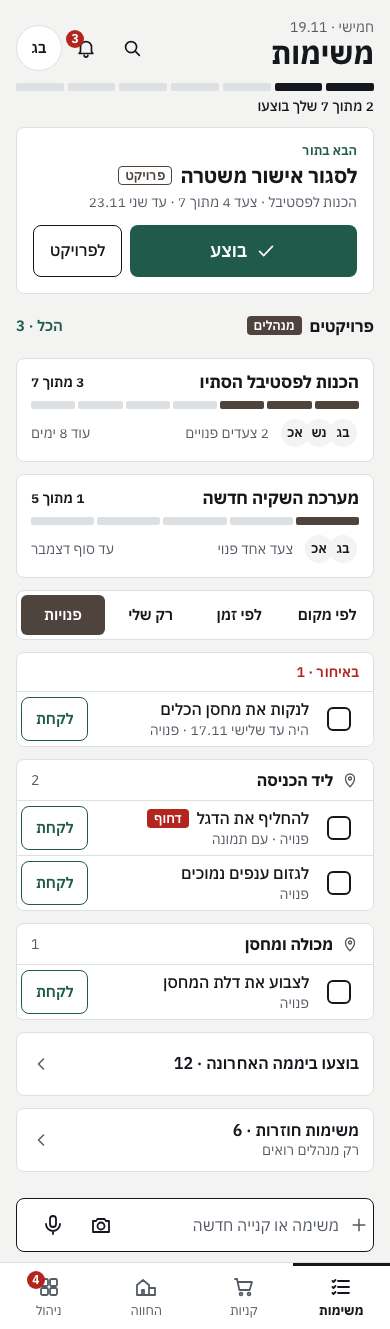 חמישי · 19.11
משימות
3
בג
2 מתוך 7 שלך בוצעו
הבא בתור
לסגור אישור משטרה פרויקט
הכנות לפסטיבל · צעד 4 מתוך 7 · עד שני 23.11
בוצע
לפרויקט
פרויקטים מנהלים
הכל · 3
הכנות לפסטיבל הסתיו
3 מתוך 7
בג נש אכ
2 צעדים פנויים
עוד 8 ימים
מערכת השקיה חדשה
1 מתוך 5
בג אכ
צעד אחד פנוי
עד סוף דצמבר
לפי מקום
לפי זמן
רק שלי
פנויות
באיחור · 1
לנקות את מחסן הכלים
היה עד שלישי 17.11 · פנויה
לקחת
ליד הכניסה
2
להחליף את הדגל דחוף
פנויה · עם תמונה
לקחת
לגזום ענפים נמוכים
פנויה
לקחת
מכולה ומחסן
1
לצבוע את דלת המחסן
פנויה
לקחת
בוצעו ביממה האחרונה · 12
משימות חוזרות · 6
רק מנהלים רואים
משימה או קנייה חדשה
משימות
קניות
החווה
4
ניהול